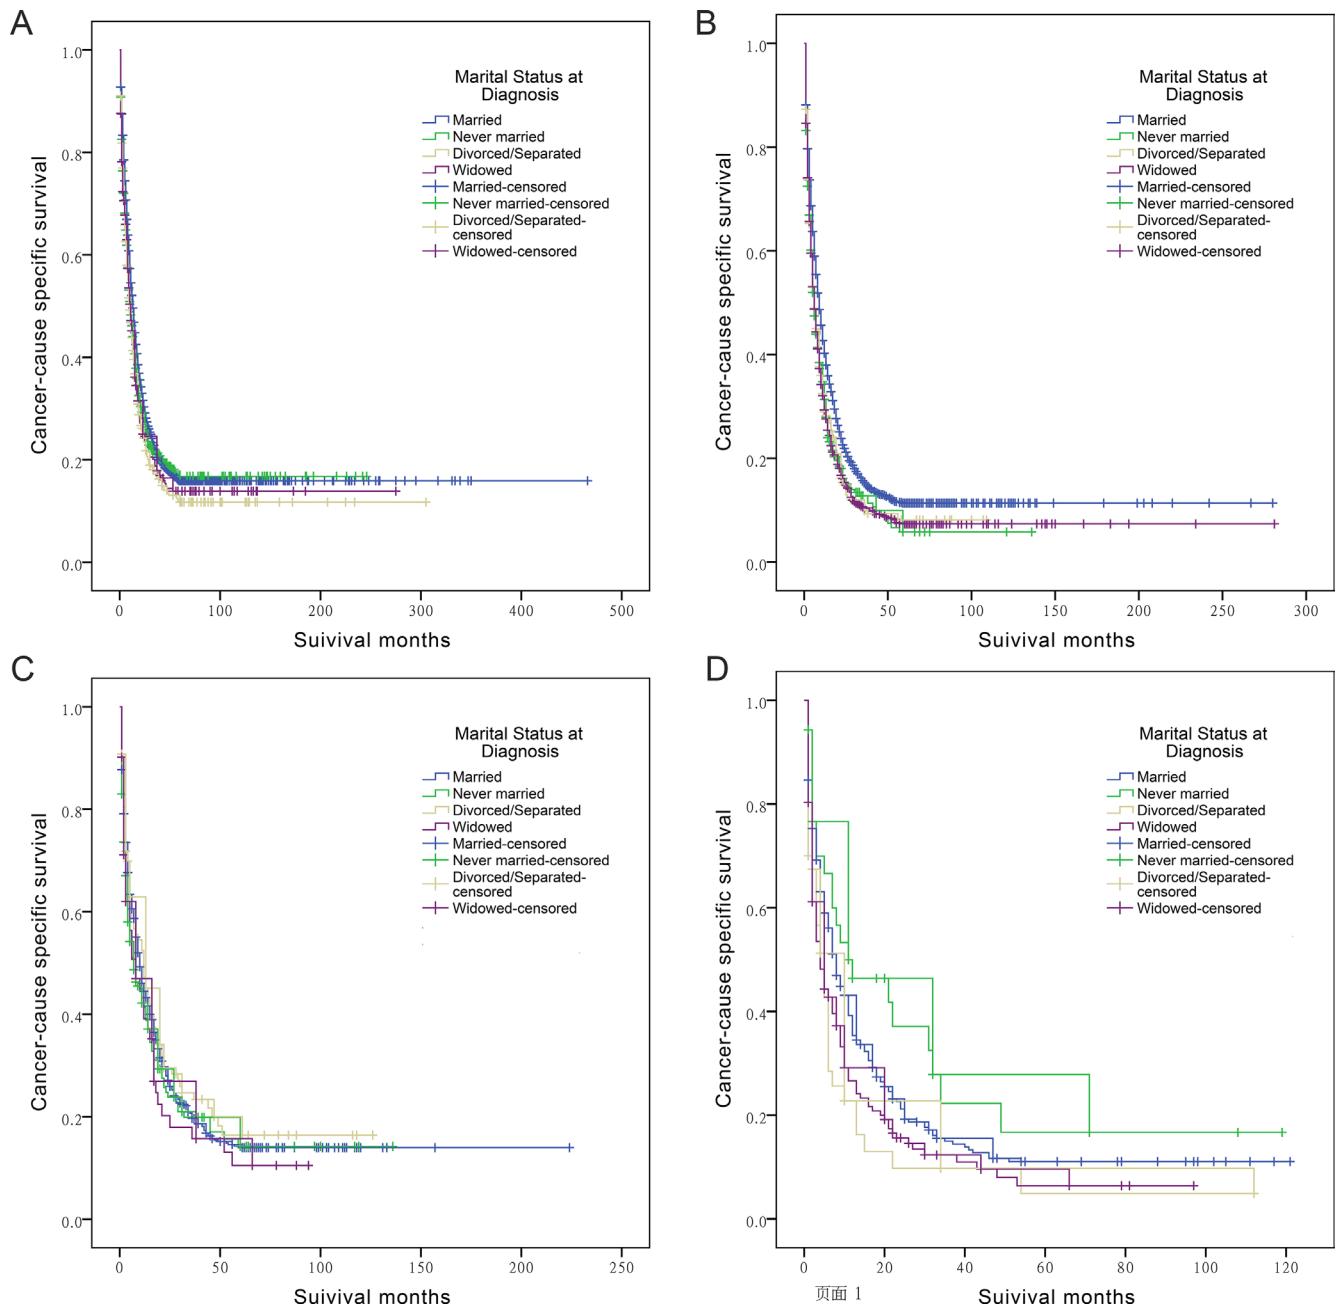 A
Cancer-cause specific survival
1.0
0.8
0.6
0.4
0.2
0.0
Marital Status at
Diagnosis
Married
Never married
Divorced/Separated
Widowed
Married-censored
Never married-censored
Divorced/Separated-
censored
Widowed-censored
0 100 200 300 400 500
Suivival months
B
Cancer-cause specific survival
1.0
0.8
0.6
0.4
0.2
0.0
Marital Status at
Diagnosis
Married
Never married
Divorced/Separated
Widowed
Married-censored
Never married-censored
Divorced/Separated-
censored
Widowed-censored
0 50 100 150 200 250 300
Suivival months
C
Cancer-cause specific survival
1.0
0.8
0.6
0.4
0.2
0.0
Marital Status at
Diagnosis
Married
Never married
Divorced/Separated
Widowed
Married-censored
Never married-censored
Divorced/Separated-
censored
Widowed-censored
0 50 100 150 200 250
Suivival months
D
Cancer-cause specific survival
1.0
0.8
0.6
0.4
0.2
0.0
Marital Status at
Diagnosis
Married
Never married
Divorced/Separated
Widowed
Married-censored
Never married-censored
Divorced/Separated-
censored
Widowed-censored
0 20 40 60 80 100 120
页面 1
Suivival months